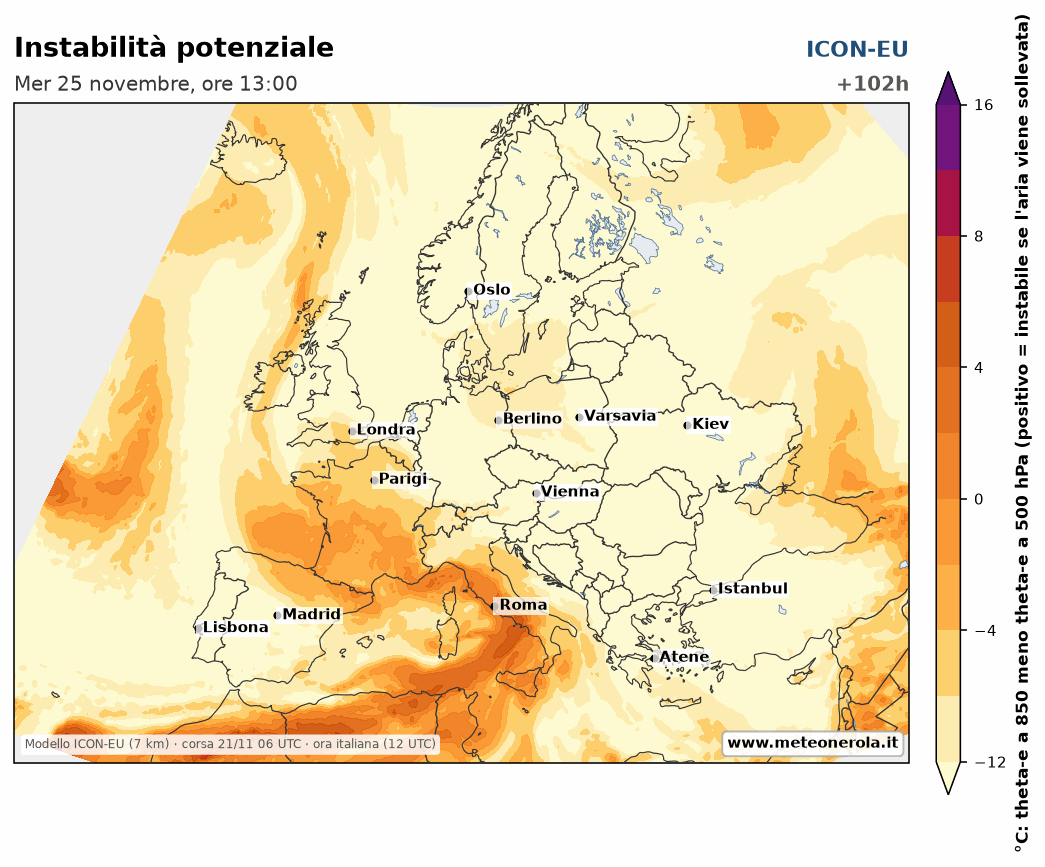 Instabilità potenziale
ICON-EU
Mer 25 novembre, ore 13:00
+102h
Oslo
Berlino
Varsavia
Kiev
Londra
Parigi
Vienna
Istanbul
Roma
Madrid
Lisbona
Atene
Modello ICON-EU (7 km) · corsa 21/11 06 UTC · ora italiana (12 UTC)
www.meteonerola.it
16
8
4
0
−4
−12
°C: theta-e a 850 meno theta-e a 500 hPa (positivo = instabile se l'aria viene sollevata)